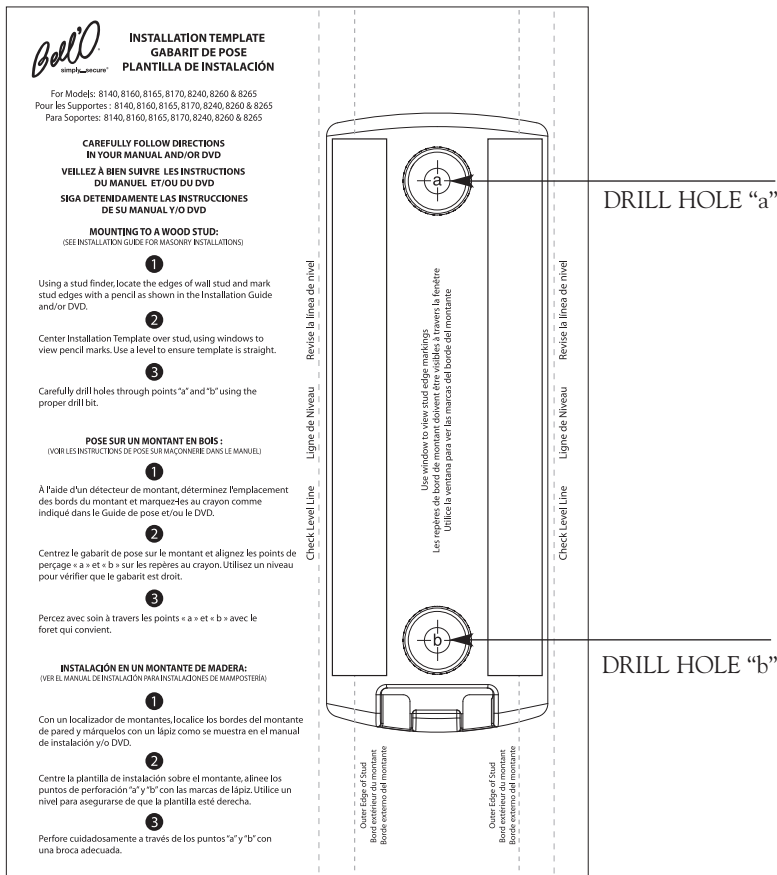 Bell'O
simply_secure®
INSTALLATION TEMPLATE
GABARIT DE POSE
PLANTILLA DE INSTALACIÓN
For Models: 8140, 8160, 8165, 8170, 8240, 8260 & 8265
Pour les Supportes : 8140, 8160, 8165, 8170, 8240, 8260 & 8265
Para Soportes: 8140, 8160, 8165, 8170, 8240, 8260 & 8265
CAREFULLY FOLLOW DIRECTIONS
IN YOUR MANUAL AND/OR DVD
VEILLEZ À BIEN SUIVRE LES INSTRUCTIONS
DU MANUEL ET/OU DU DVD
SIGA DETENIDAMENTE LAS INSTRUCCIONES
DE SU MANUAL Y/O DVD
MOUNTING TO A WOOD STUD:
(SEE INSTALLATION GUIDE FOR MASONRY INSTALLATIONS)
1
Using a stud finder, locate the edges of wall stud and mark
stud edges with a pencil as shown in the Installation Guide
and/or DVD.
2
Center Installation Template over stud, using windows to
view pencil marks. Use a level to ensure template is straight.
3
Carefully drill holes through points "a" and "b" using the
proper drill bit.
POSE SUR UN MONTANT EN BOIS :
(VOIR LES INSTRUCTIONS DE POSE SUR MAÇONNERIE DANS LE MANUEL)
1
À l'aide d'un détecteur de montant, déterminez l'emplacement
des bords du montant et marquez-les au crayon comme
indiqué dans le Guide de pose et/ou le DVD.
2
Centrez le gabarit de pose sur le montant et alignez les points de
perçage « a » et « b » sur les repères au crayon. Utilisez un niveau
pour vérifier que le gabarit est droit.
3
Percez avec soin à travers les points « a » et « b » avec le
foret qui convient.
INSTALACIÓN EN UN MONTANTE DE MADERA:
(VER EL MANUAL DE INSTALACIÓN PARA INSTALACIONES DE MAMPOSTERÍA)
1
Con un localizador de montantes, localice los bordes del montante
de pared y márquelos con un lápiz como se muestra en el manual
de instalación y/o DVD.
2
Centre la plantilla de instalación sobre el montante, alinee los
puntos de perforación "a" y "b" con las marcas de lápiz. Utilice un
nivel para asegurarse de que la plantilla esté derecha.
3
Perfore cuidadosamente a través de los puntos "a" y "b" con
una broca adecuada.
Check Level Line Ligne de Niveau Revise la línea de nivel
a
Use window to view stud edge markings
Les repères de bord de montant doivent être visibles à travers la fenêtre
Utilice la ventana para ver las marcas del borde del montante
b
Check Level Line Ligne de Niveau Revise la línea de nivel
Outer Edge of Stud
Bord extérieur du montant
Borde externo del montante
Outer Edge of Stud
Bord extérieur du montant
Borde externo del montante
DRILL HOLE “a”
DRILL HOLE “b”